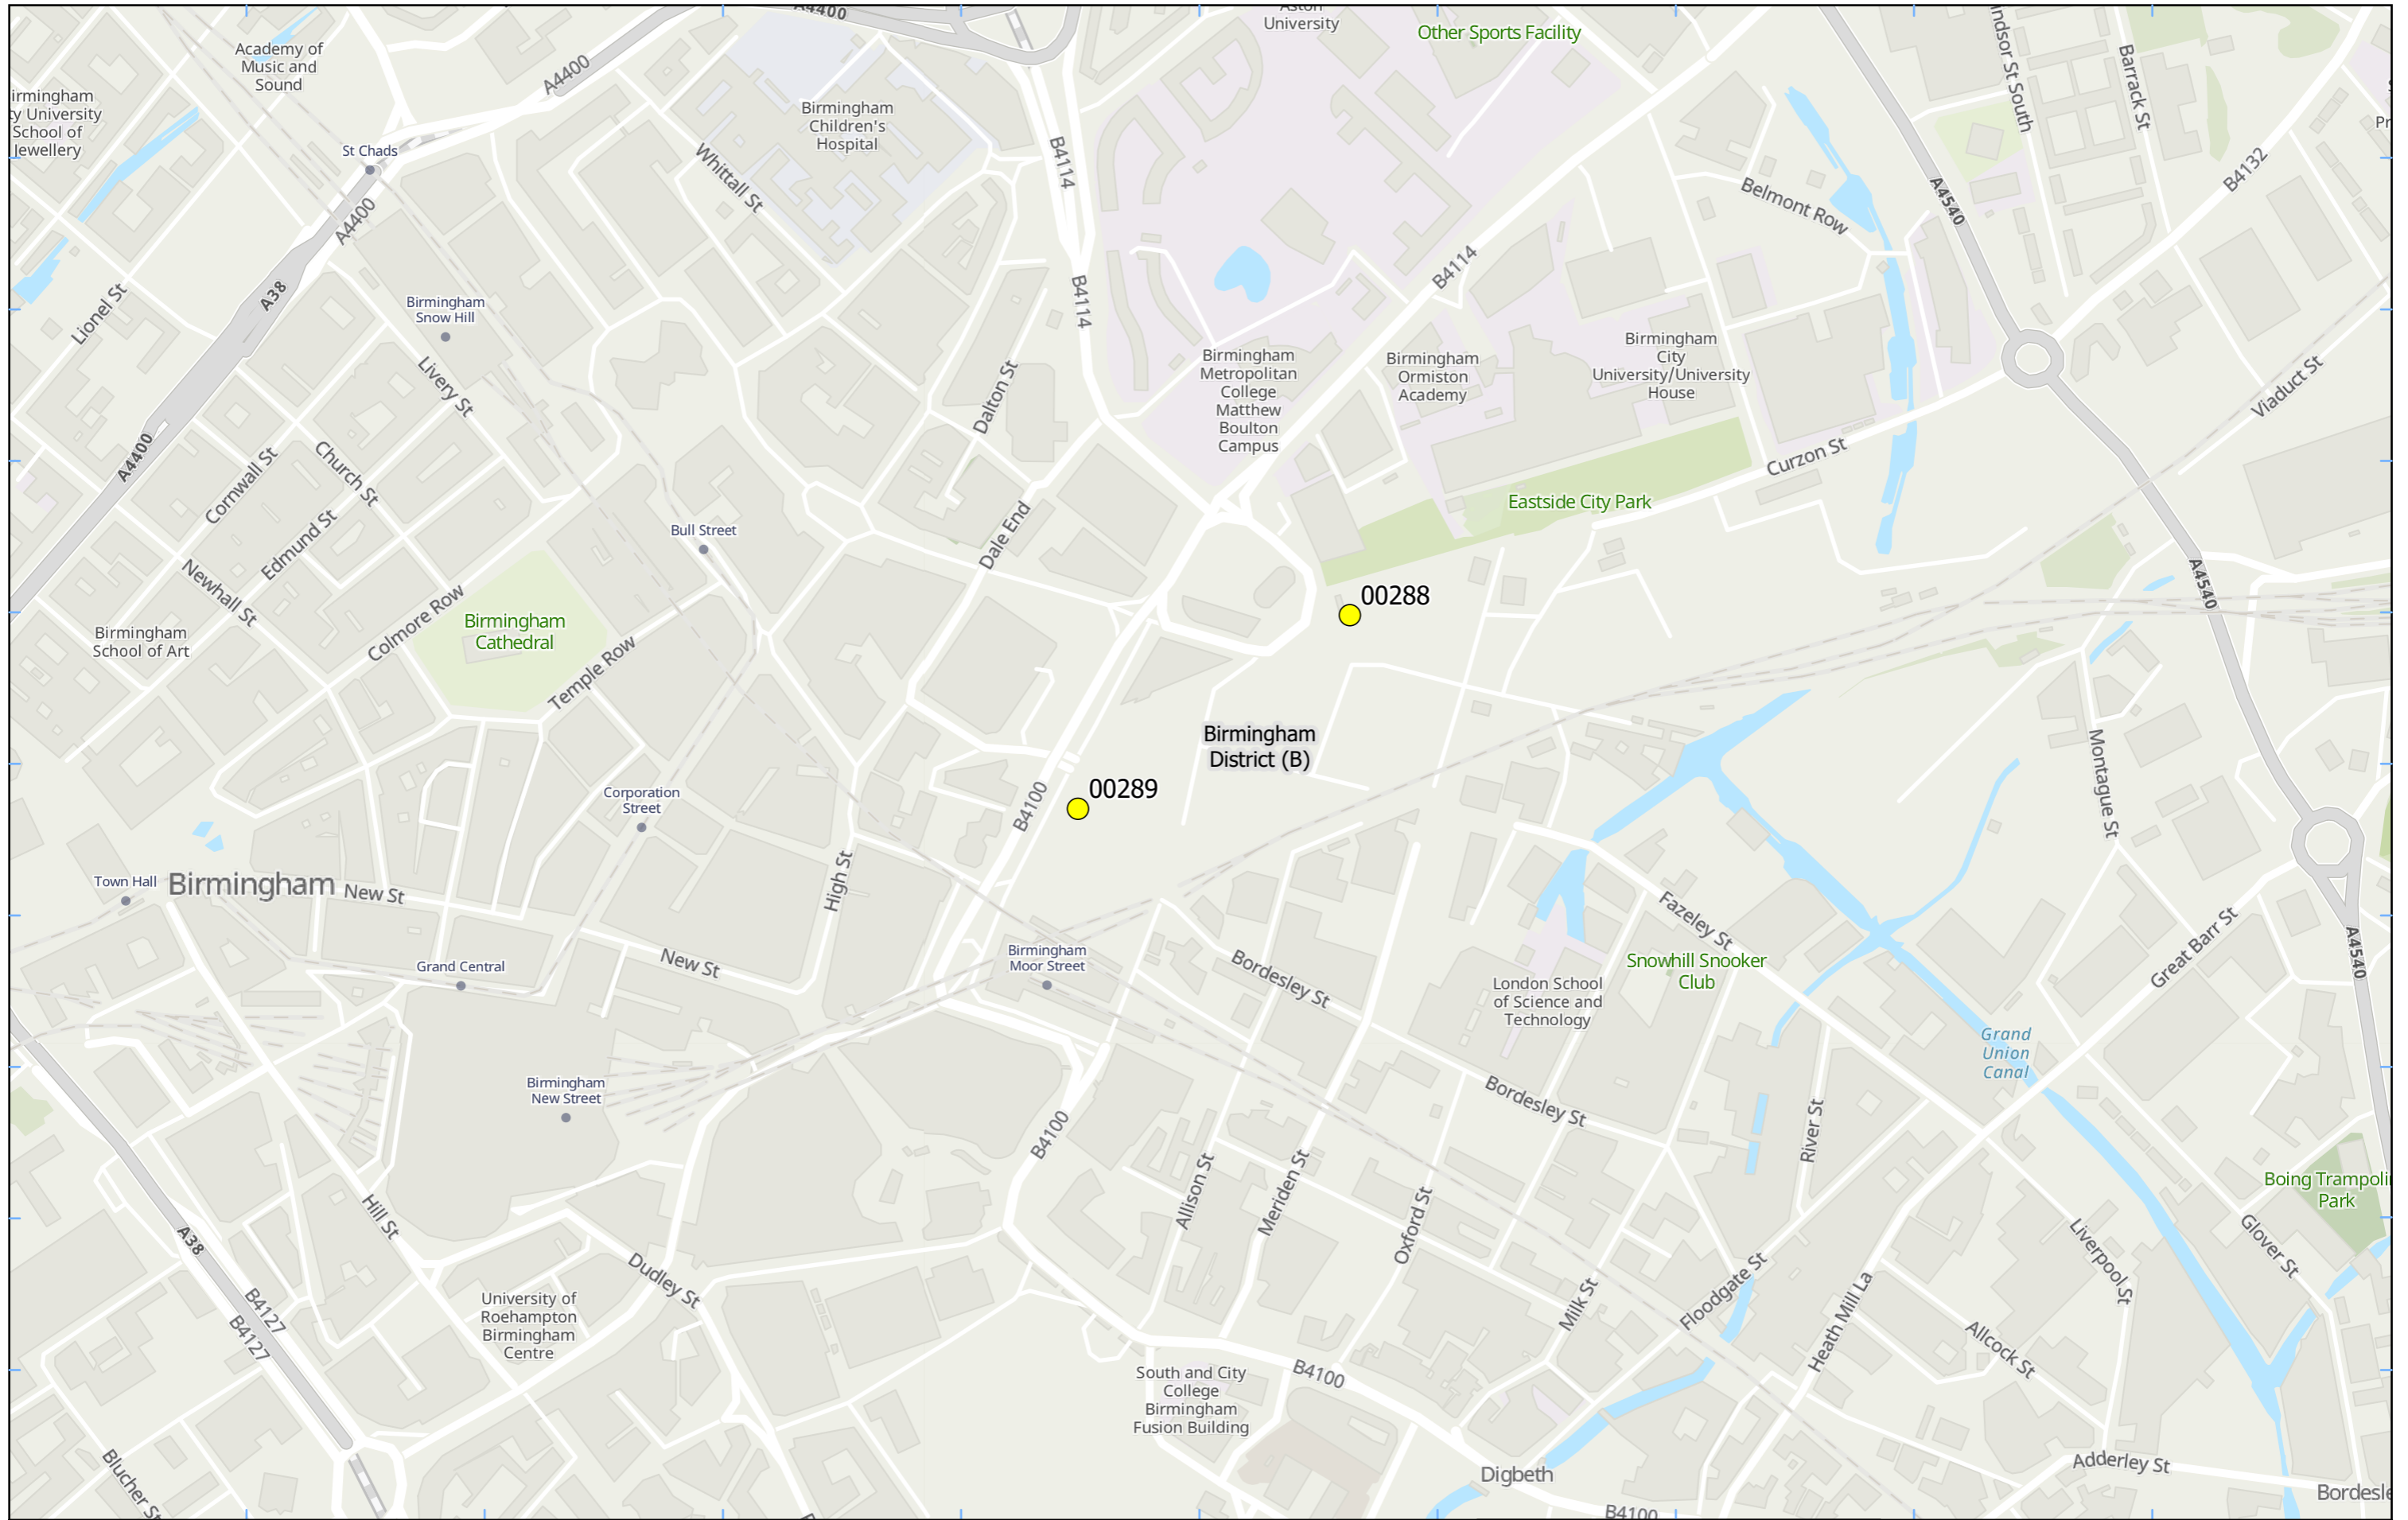 A4400
Aston
University
Other Sports Facility
Academy of
Music and
Sound
A4400
Birmingham
Children's
Hospital
Barrack St
irmingham
ty University
School of
Jewellery
St Chads
A4400
Whittall St
B4114
Belmont Row
A4540
B4132
ndsor St South
Pr
A38
Lionel St
Birmingham
Snow Hill
Livery St
B4114
B4114
Dalton St
Birmingham
Metropolitan
College
Matthew
Boulton
Campus
Birmingham
Ormiston
Academy
Birmingham
City
University/University
House
Viaduct St
A4400
Cornwall St
Church St
Edmund St
Curzon St
Eastside City Park
Bull Street
Dale End
Newhall St
Colmore Row
A4540
00288
Birmingham
School of Art
Birmingham
Cathedral
Temple Row
Birmingham
District (B)
Montague St
00289
B4100
Corporation
Street
High St
Town Hall
Birmingham
New St
Fazeley St
Great Barr St
A4540
Grand Central
New St
Birmingham
Moor Street
Bordesley St
London School
of Science and
Technology
Snowhill Snooker
Club
Grand
Union
Canal
Birmingham
New Street
B4100
Bordesley St
River St
Allison St
Meriden St
Oxford St
Boing Trampolin
Park
Hill St
A38
Dudley St
Milk St
Floodgate St
Heath Mill La
Liverpool St
Glover St
B4127
B4127
University of
Roehampton
Birmingham
Centre
Allcock St
South and City
College
Birmingham
Fusion Building
B4100
Blucher St
Digbeth
Adderley St
B4100
Bordesle